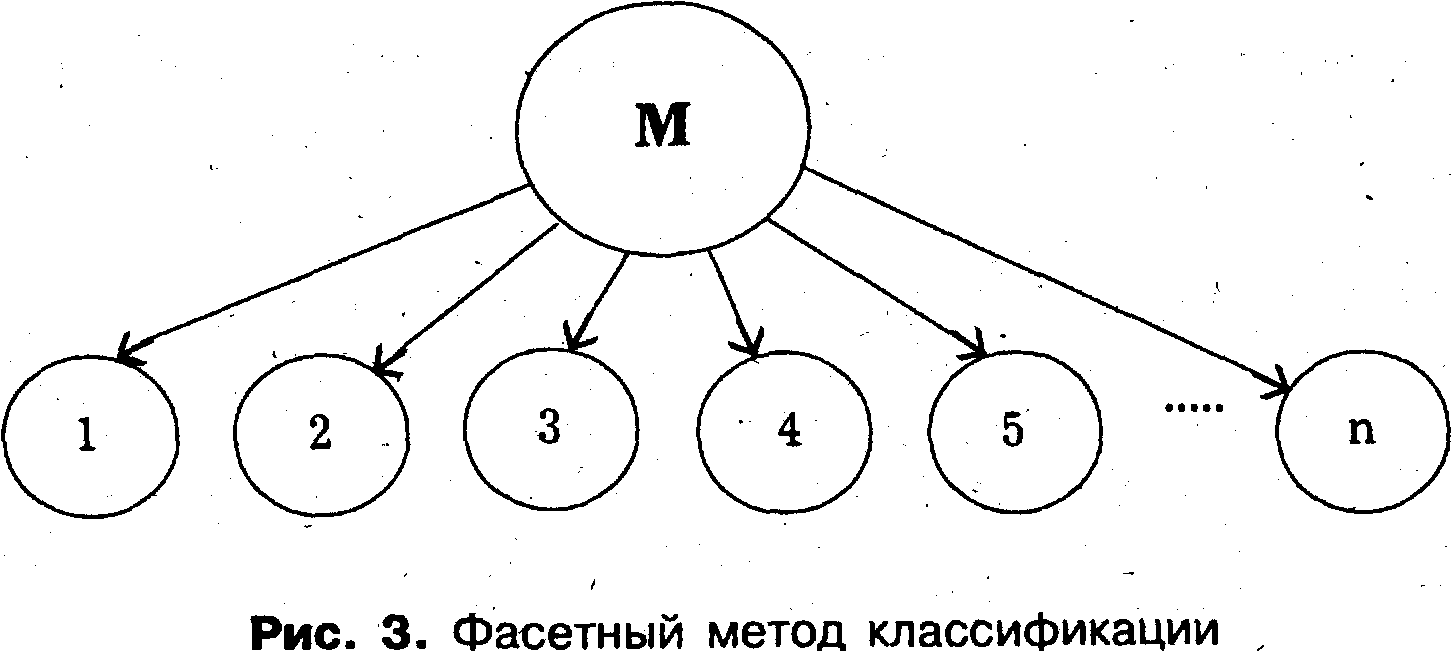 М
1 2 3 4 5 ..... n
Рис. 3. Фасетный метод классификации